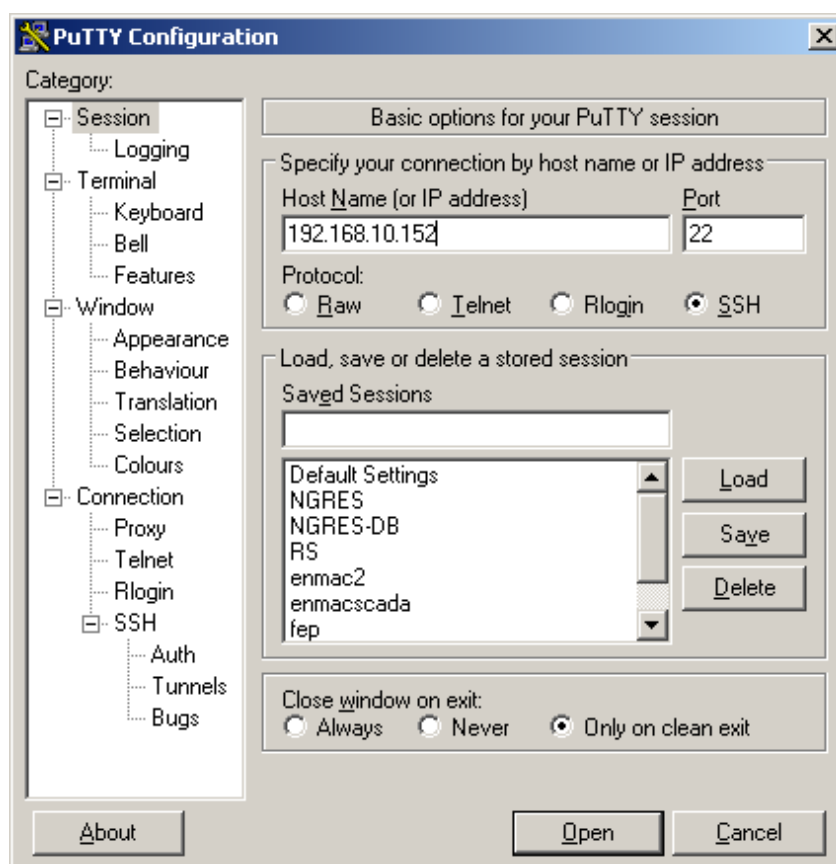 PuTTY Configuration
Category:
Session
Logging
Terminal
Keyboard
Bell
Features
Window
Appearance
Behaviour
Translation
Selection
Colours
Connection
Proxy
Telnet
Rlogin
SSH
Auth
Tunnels
Bugs
Basic options for your PuTTY session
Specify your connection by host name or IP address
Host Name (or IP address) Port
192.168.10.152 22
Protocol:
Raw Telnet Rlogin SSH
Load, save or delete a stored session
Saved Sessions
Default Settings
NGRES
NGRES-DB
RS
enmac2
enmacscada
fep
Load
Save
Delete
Close window on exit:
Always Never Only on clean exit
About Open Cancel